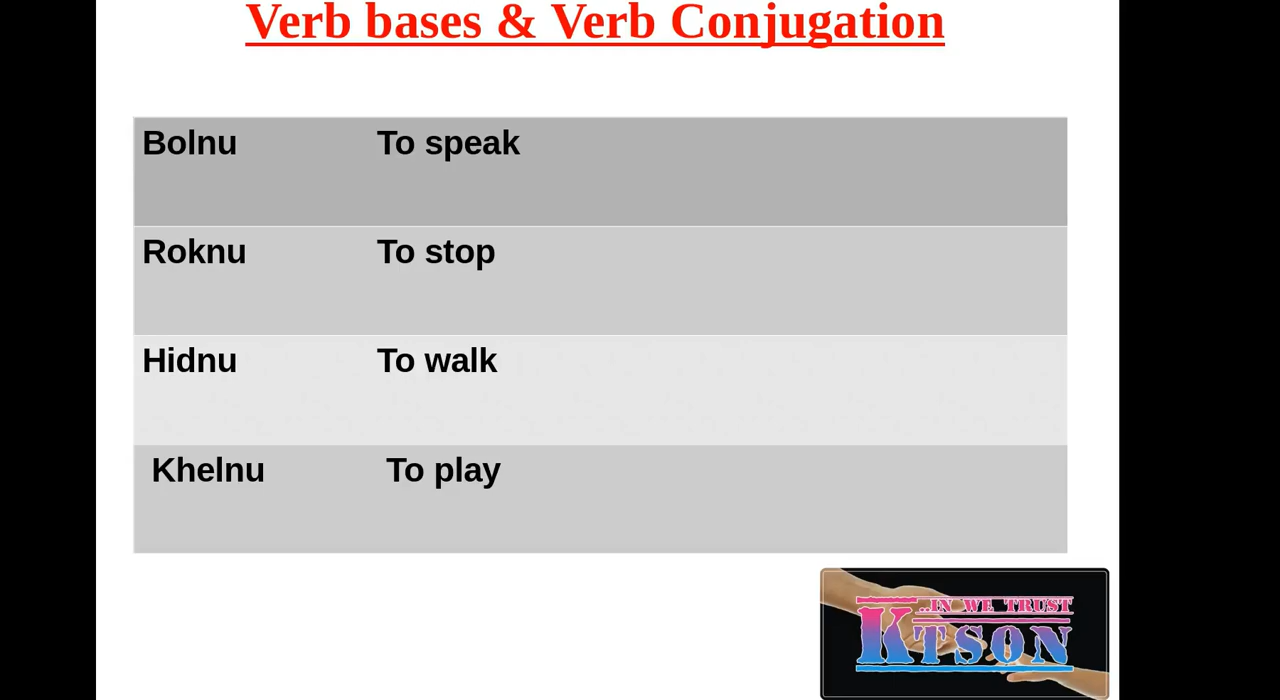 Verb bases & Verb Conjugation
Bolnu To speak
Roknu To stop
Hidnu To walk
Khelnu To play
..IN WE TRUST
KTSON